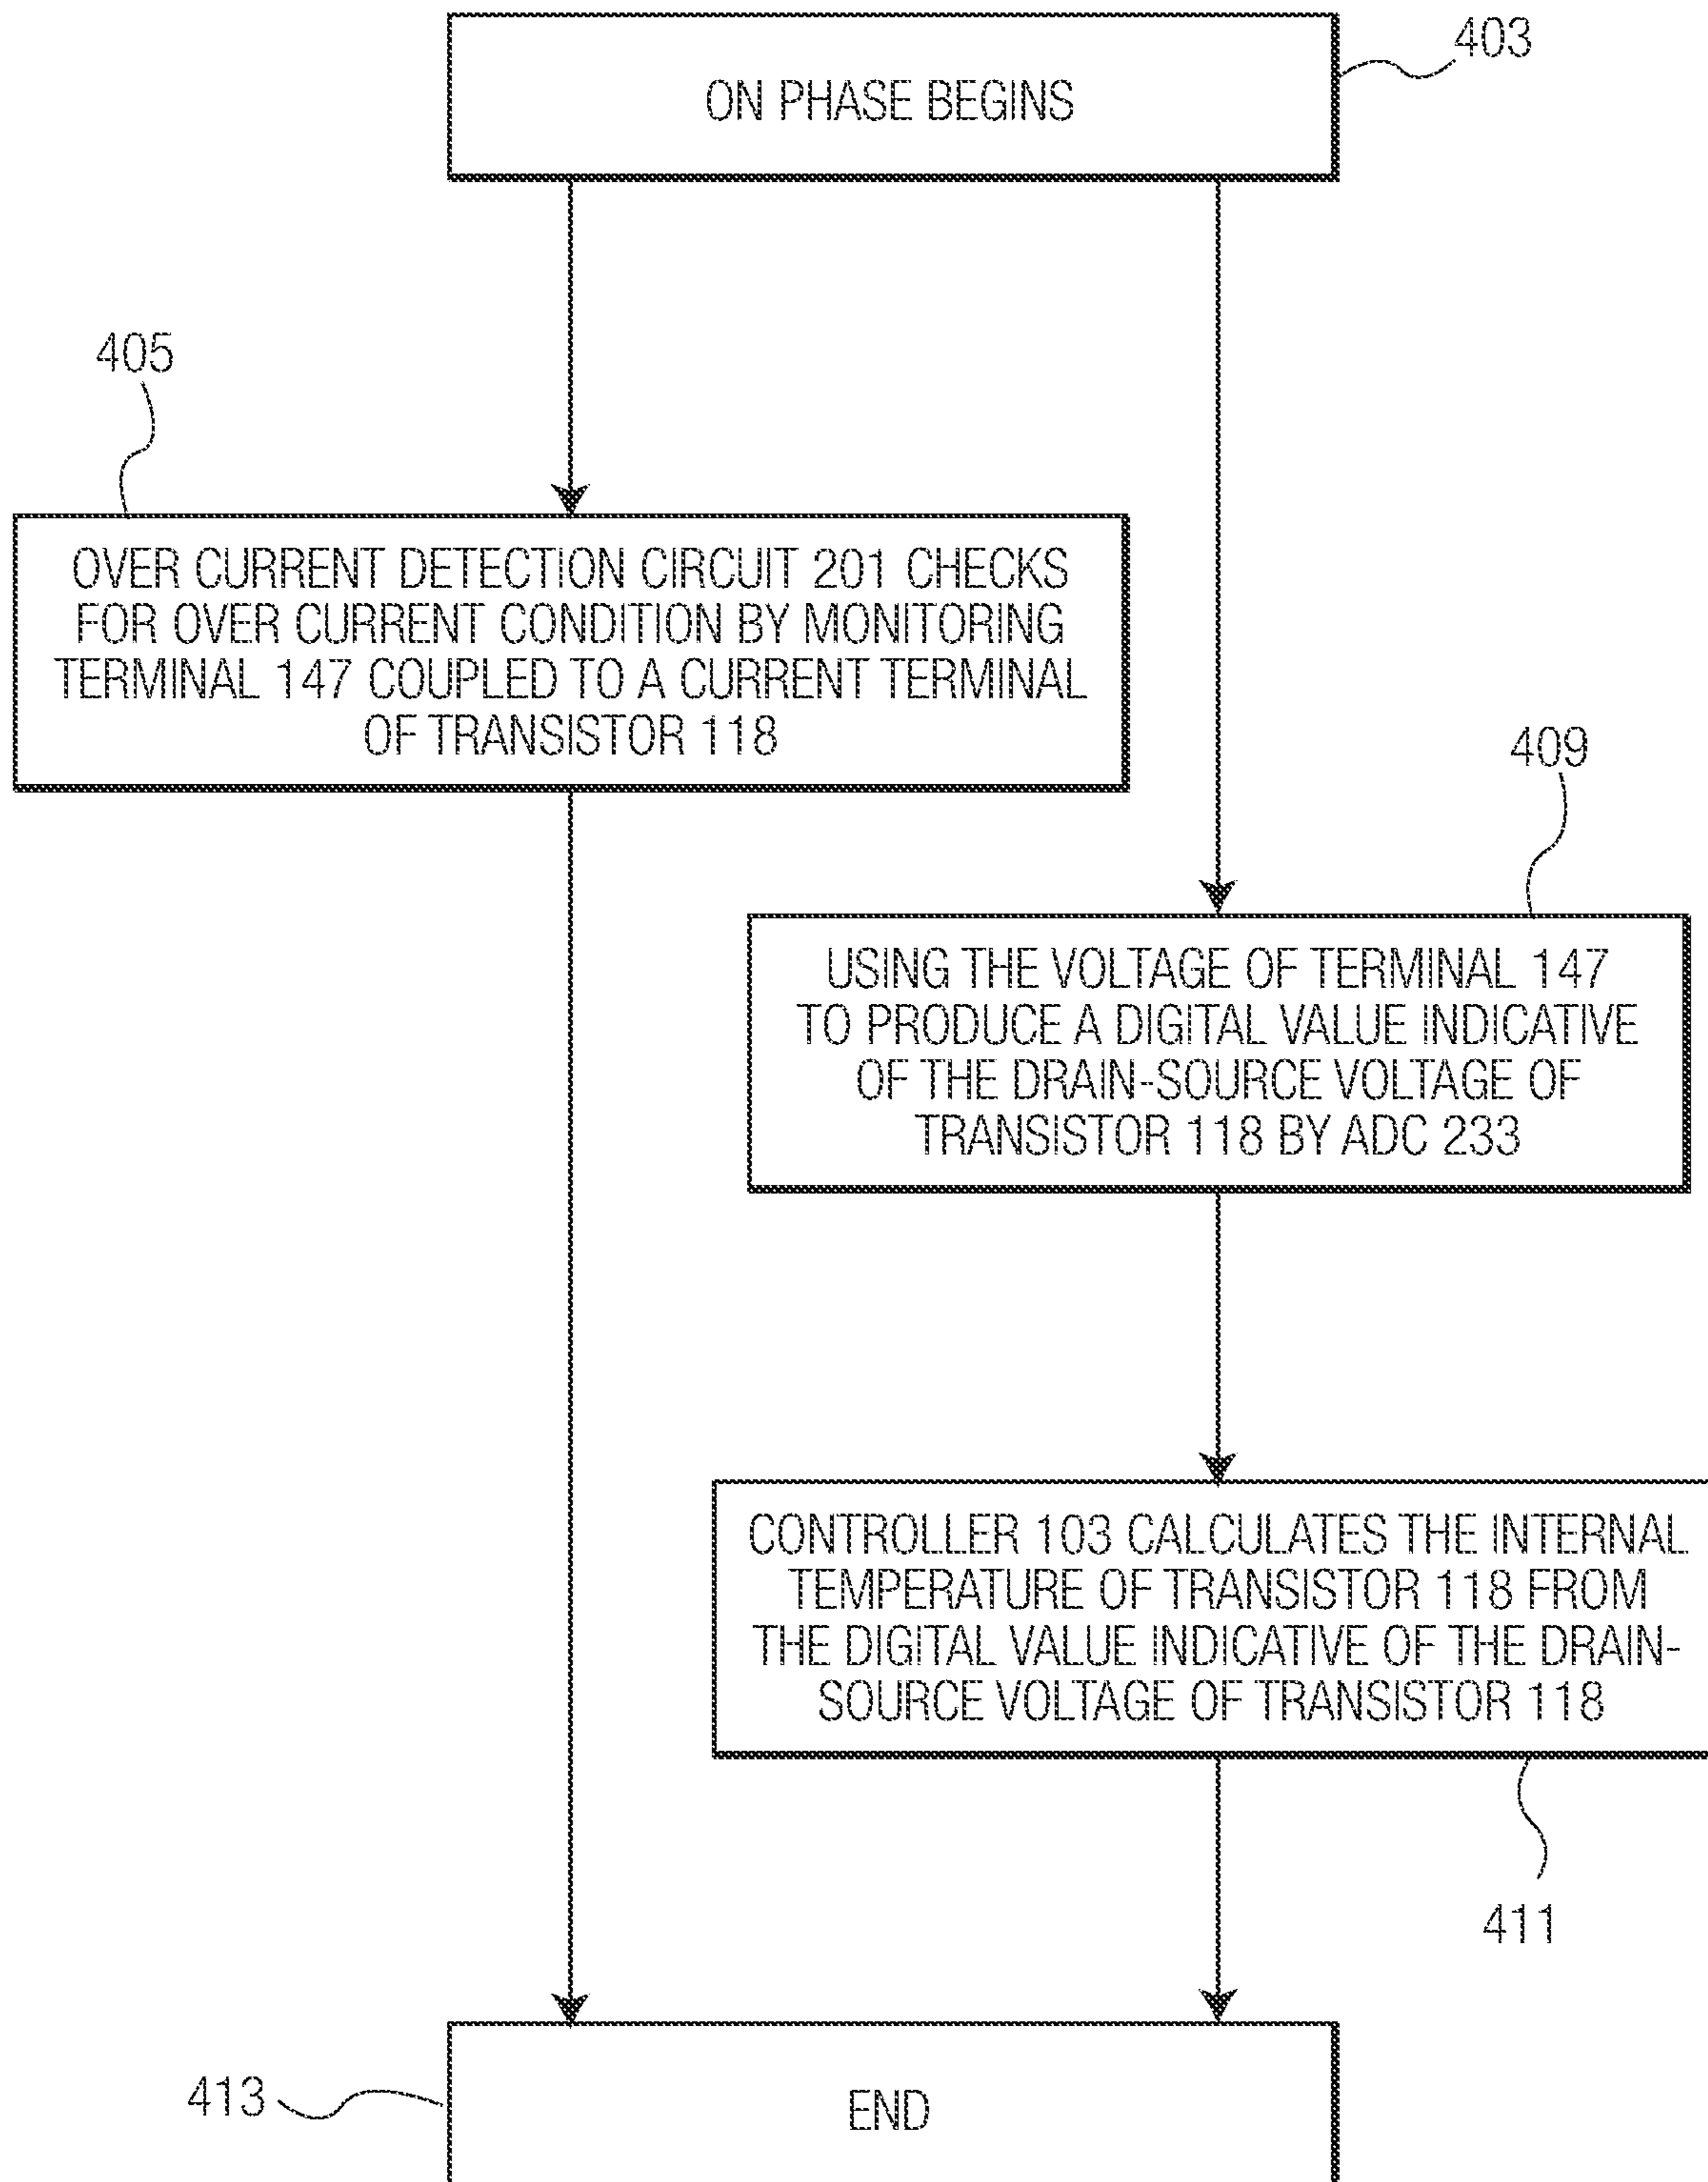 403
ON PHASE BEGINS
405
OVER CURRENT DETECTION CIRCUIT 201 CHECKS
FOR OVER CURRENT CONDITION BY MONITORING
TERMINAL 147 COUPLED TO A CURRENT TERMINAL
OF TRANSISTOR 118
409
USING THE VOLTAGE OF TERMINAL 147
TO PRODUCE A DIGITAL VALUE INDICATIVE
OF THE DRAIN-SOURCE VOLTAGE OF
TRANSISTOR 118 BY ADC 233
CONTROLLER 103 CALCULATES THE INTERNAL
TEMPERATURE OF TRANSISTOR 118 FROM
THE DIGITAL VALUE INDICATIVE OF THE DRAIN-
SOURCE VOLTAGE OF TRANSISTOR 118
411
413
END